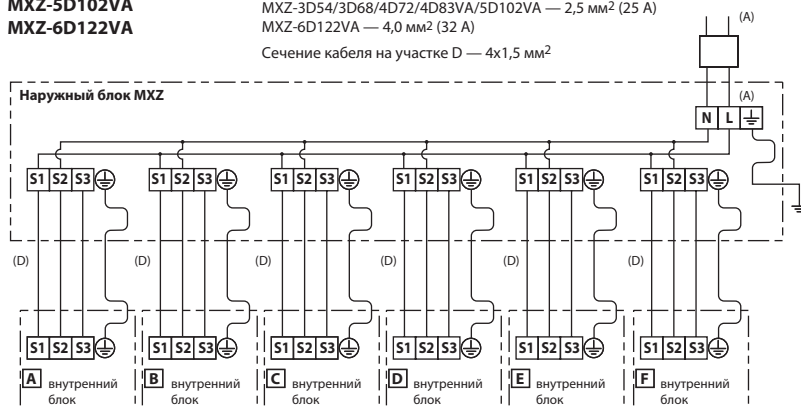 MXZ-5D102VA
MXZ-6D122VA
MXZ-3D54/3D68/4D72/4D83VA/5D102VA — 2,5 мм² (25 А)
MXZ-6D122VA — 4,0 мм² (32 А)
Сечение кабеля на участке D — 4х1,5 мм²
(A)
Наружный блок MXZ
(A)
N L
S1 S2 S3 S1 S2 S3 S1 S2 S3 S1 S2 S3 S1 S2 S3 S1 S2 S3
(D) (D) (D) (D) (D) (D)
S1 S2 S3 S1 S2 S3 S1 S2 S3 S1 S2 S3 S1 S2 S3 S1 S2 S3
A внутренний блок
B внутренний блок
C внутренний блок
D внутренний блок
E внутренний блок
F внутренний блок